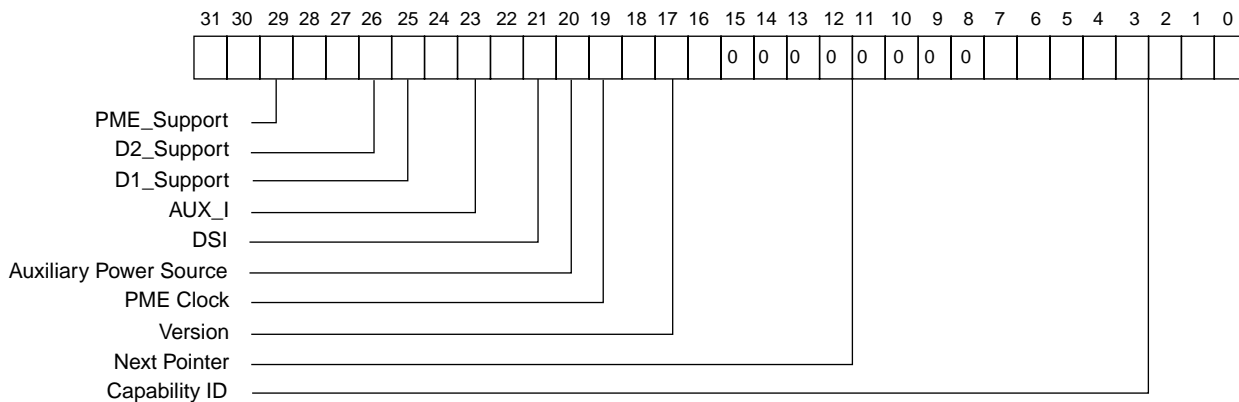 31 30 29 28 27 26 25 24 23 22 21 20 19 18 17 16 15 14 13 12 11 10 9 8 7 6 5 4 3 2 1 0
0 0 0 0 0 0 0 0
PME_Support
D2_Support
D1_Support
AUX_I
DSI
Auxiliary Power Source
PME Clock
Version
Next Pointer
Capability ID